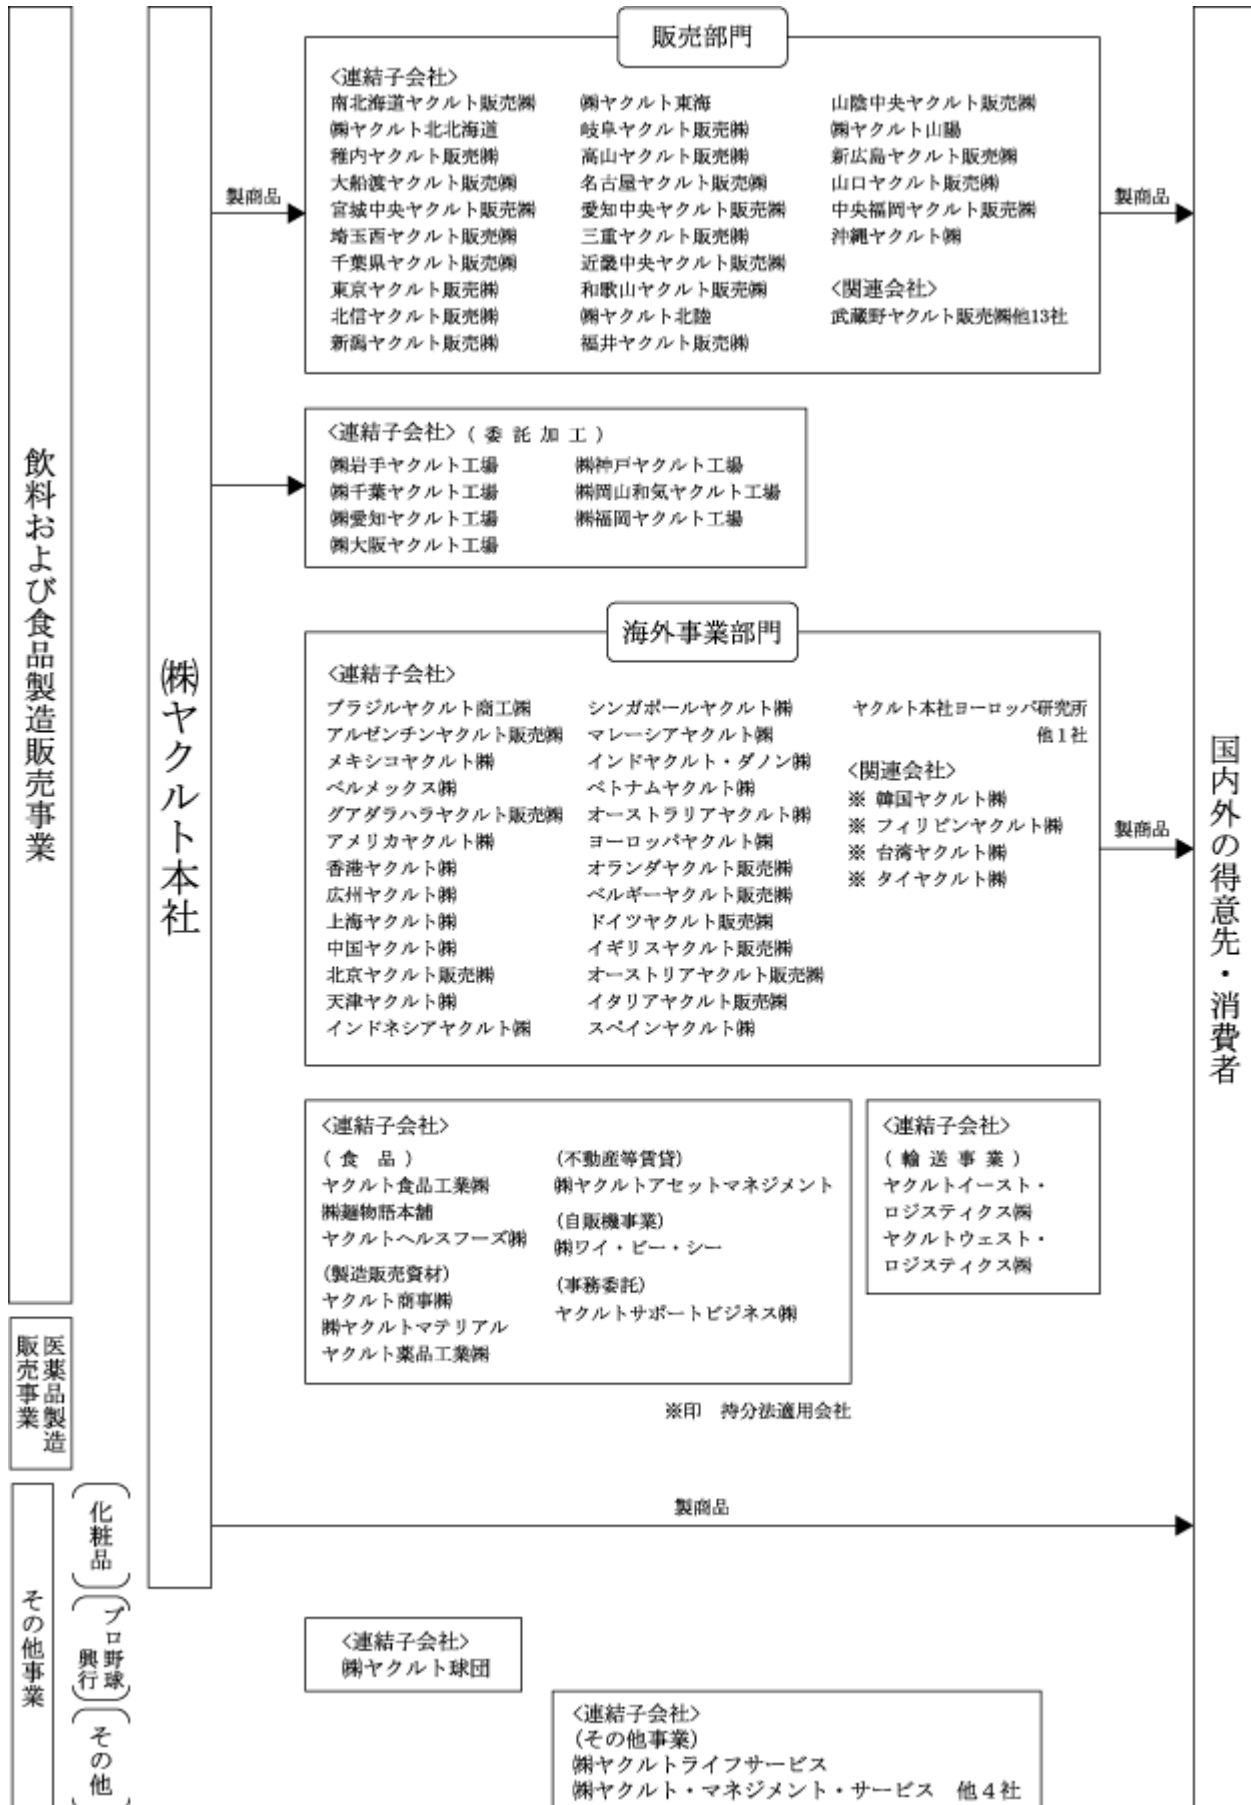 飲料および食品製造販売事業
医薬品製造
販売事業
その他事業
化粧品
プロ野球
興行
その他
㈱ヤクルト本社
製商品
販売部門
〈連結子会社〉
南北海道ヤクルト販売㈱
㈱ヤクルト北北海道
稚内ヤクルト販売㈱
大船渡ヤクルト販売㈱
宮城中央ヤクルト販売㈱
埼玉西ヤクルト販売㈱
千葉県ヤクルト販売㈱
東京ヤクルト販売㈱
北信ヤクルト販売㈱
新潟ヤクルト販売㈱
㈱ヤクルト東海
岐阜ヤクルト販売㈱
高山ヤクルト販売㈱
名古屋ヤクルト販売㈱
愛知中央ヤクルト販売㈱
三重ヤクルト販売㈱
近畿中央ヤクルト販売㈱
和歌山ヤクルト販売㈱
㈱ヤクルト北陸
福井ヤクルト販売㈱
山陰中央ヤクルト販売㈱
㈱ヤクルト山陽
新広島ヤクルト販売㈱
山口ヤクルト販売㈱
中央福岡ヤクルト販売㈱
沖縄ヤクルト㈱
〈関連会社〉
武蔵野ヤクルト販売㈱他13社
製商品
〈連結子会社〉(委託加工)
㈱岩手ヤクルト工場
㈱千葉ヤクルト工場
㈱愛知ヤクルト工場
㈱大阪ヤクルト工場
㈱神戸ヤクルト工場
㈱岡山和気ヤクルト工場
㈱福岡ヤクルト工場
海外事業部門
〈連結子会社〉
ブラジルヤクルト商工㈱
アルゼンチンヤクルト販売㈱
メキシコヤクルト㈱
ベルメックス㈱
グアダラハラヤクルト販売㈱
アメリカヤクルト㈱
香港ヤクルト㈱
広州ヤクルト㈱
上海ヤクルト㈱
中国ヤクルト㈱
北京ヤクルト販売㈱
天津ヤクルト㈱
インドネシアヤクルト㈱
シンガポールヤクルト㈱
マレーシアヤクルト㈱
インドヤクルト・ダノン㈱
ベトナムヤクルト㈱
オーストラリアヤクルト㈱
ヨーロッパヤクルト㈱
オランダヤクルト販売㈱
ベルギーヤクルト販売㈱
ドイツヤクルト販売㈱
イギリスヤクルト販売㈱
オーストリアヤクルト販売㈱
イタリアヤクルト販売㈱
スペインヤクルト㈱
ヤクルト本社ヨーロッパ研究所
他1社
〈関連会社〉
※ 韓国ヤクルト㈱
※ フィリピンヤクルト㈱
※ 台湾ヤクルト㈱
※ タイヤクルト㈱
製商品
〈連結子会社〉
(食 品)
ヤクルト食品工業㈱
㈱麺物語本舗
ヤクルトヘルスフーズ㈱
(製造販売資材)
ヤクルト商事㈱
㈱ヤクルトマテリアル
ヤクルト薬品工業㈱
(不動産等賃貸)
㈱ヤクルトアセットマネジメント
(自販機事業)
㈱ワイ・ビー・シー
(事務委託)
ヤクルトサポートビジネス㈱
〈連結子会社〉
(輸送事業)
ヤクルトイースト・
ロジスティクス㈱
ヤクルトウェスト・
ロジスティクス㈱
※印 持分法適用会社
製商品
〈連結子会社〉
㈱ヤクルト球団
〈連結子会社〉
(その他事業)
㈱ヤクルトライフサービス
㈱ヤクルト・マネジメント・サービス 他4社
国内外の得意先・消費者